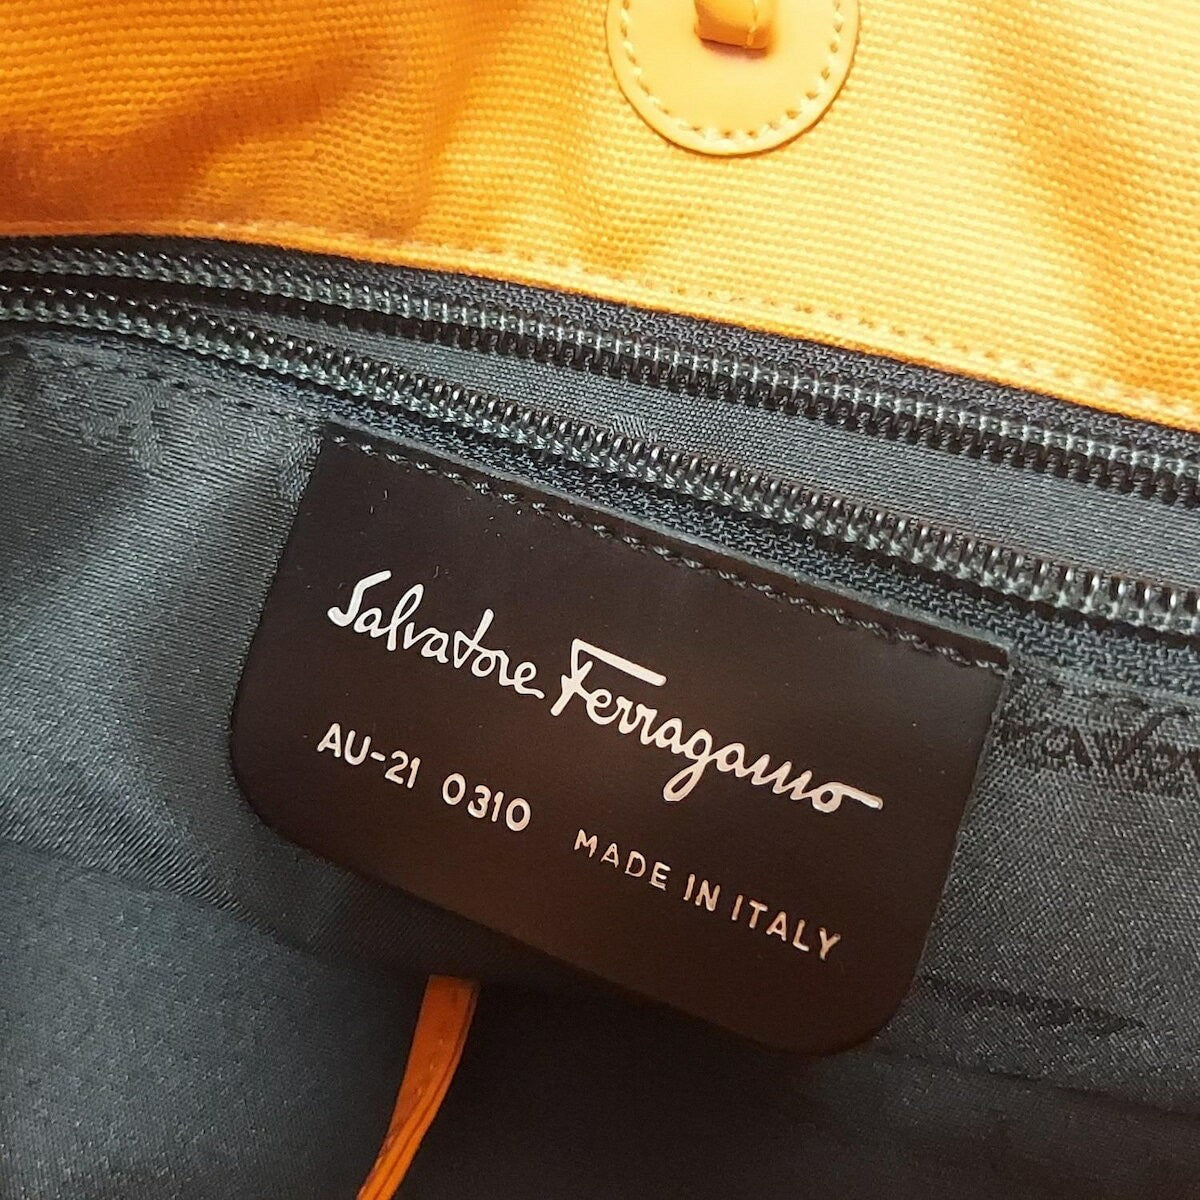 Salvatore Ferragamo
AU-21 0310 MADE IN ITALY